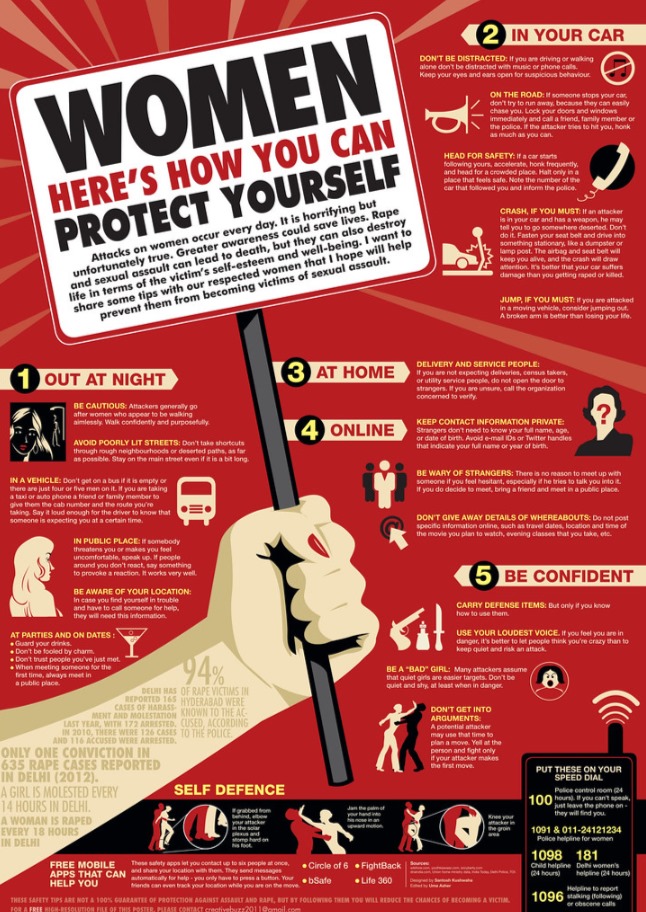 WOMEN
HERE'S HOW YOU CAN
PROTECT YOURSELF
Attacks on women occur every day. It is horrifying but
unfortunately true. Greater awareness could save lives. Rape
and sexual assault can lead to death, but they can also destroy
life in terms of the victim's self-esteem and well-being. I want to
share some tips with our respected women that I hope will help
prevent them from becoming victims of sexual assault.
1 OUT AT NIGHT
BE CAUTIOUS: Attackers generally go
after women who appear to be walking
aimlessly. Walk confidently and purposefully.
AVOID POORLY LIT STREETS: Don't take shortcuts
through rough neighbourhoods or deserted paths, as far
as possible. Stay on the main street even if it is a bit long.
IN A VEHICLE: Don't get on a bus if it is empty or
there are just four or five men on it. If you are taking
a taxi or auto phone a friend or family member to
give them the cab number and the route you're
taking. Say it loud enough for the driver to know that
someone is expecting you at a certain time.
IN PUBLIC PLACE: If somebody
threatens you or makes you feel
uncomfortable, speak up. If people
around you don't react, say something
to provoke a reaction. It works very well.
BE AWARE OF YOUR LOCATION:
In case you find yourself in trouble
and have to call someone for help,
they will need this information.
AT PARTIES AND ON DATES :
• Guard your drinks.
• Don't be fooled by charm.
• Don't trust people you've just met.
• When meeting someone for the
first time, always meet in
a public place.
2 IN YOUR CAR
DON'T BE DISTRACTED: If you are driving or walking
alone don't be distracted with music or phone calls.
Keep your eyes and ears open for suspicious behaviour.
ON THE ROAD: If someone stops your car,
don't try to run away, because they can easily
chase you. Lock your doors and windows
immediately and call a friend, family member or
the police. If the attacker tries to hit you, honk
as much as you can.
HEAD FOR SAFETY: If a car starts
following yours, accelerate, honk frequently,
and head for a crowded place. Halt only in a
place that feels safe. Note the number of the
car that followed you and inform the police.
CRASH, IF YOU MUST: If an attacker
is in your car and has a weapon, he may
tell you to go somewhere deserted. Don't
do it. Fasten your seat belt and drive into
something stationary, like a dumpster or
lamp post. The airbag and seat belt will
keep you alive, and the crash will draw
attention. It's better that your car suffers
damage than you getting raped or killed.
JUMP, IF YOU MUST: If you are attacked
in a moving vehicle, consider jumping out.
A broken arm is better than losing your life.
3 AT HOME
DELIVERY AND SERVICE PEOPLE:
If you are not expecting deliveries, census takers,
or utility service people, do not open the door to
strangers. If you are unsure, call the organization
concerned to verify.
4 ONLINE
KEEP CONTACT INFORMATION PRIVATE:
Strangers don't need to know your full name, age,
or date of birth. Avoid e-mail IDs or Twitter handles
that indicate your full name or year of birth.
BE WARY OF STRANGERS: There is no reason to meet up with
someone if you feel hesitant, especially if he tries to talk you into it.
If you do decide to meet, bring a friend and meet in a public place.
DON'T GIVE AWAY DETAILS OF WHEREABOUTS: Do not post
specific information online, such as travel dates, location and time of
the movie you plan to watch, evening classes that you take, etc.
?
5 BE CONFIDENT
CARRY DEFENSE ITEMS: But only if you know
how to use them.
USE YOUR LOUDEST VOICE. If you feel you are in
danger, it's better to let people think you're crazy than to
keep quiet and risk an attack.
BE A "BAD" GIRL: Many attackers assume
that quiet girls are easier targets. Don't be
quiet and shy, at least when in danger.
DON'T GET INTO
ARGUMENTS:
A potential attacker
may use that time to
plan a move. Yell at the
person and fight only
if your attacker makes
the first move.
94%
OF RAPE VICTIMS IN
HYDERABAD WERE
KNOWN TO THE AC-
CUSED, ACCORDING
TO THE POLICE.
DELHI HAS
REPORTED 165
CASES OF HARASS-
MENT AND MOLESTATION
LAST YEAR, WITH 172 ARRESTED.
IN 2010, THERE WERE 126 CASES
AND 116 ACCUSED WERE ARRESTED.
ONLY ONE CONVICTION IN
635 RAPE CASES REPORTED
IN DELHI (2012).
A GIRL IS MOLESTED EVERY
14 HOURS IN DELHI.
A WOMAN IS RAPED
EVERY 18 HOURS
IN DELHI
SELF DEFENCE
If grabbed from
behind, elbow
your attacker
in the solar
plexus and
stomp hard on
his foot.
Jam the palm of
your hand into
his nose in an
upward motion.
Knee your
attacker in
the groin
area
PUT THESE ON YOUR
SPEED DIAL
100 Police control room (24
hours). If you can't speak,
just leave the phone on –
they will find you.
1091 & 011-24121234
Police helpline for women
1098 Child helpline
(24 hours)
181 Delhi women's
helpline (24 hours)
1096 Helpline to report
stalking (following)
or obscene calls
FREE MOBILE
APPS THAT CAN
HELP YOU
These safety apps let you contact up to six people at once,
and share your location with them. They send messages
automatically for help - you only have to press a button. Your
friends can even track your location while you are on the move.
• Circle of 6 • FightBack
• bSafe • Life 360
Sources:
Designed by Santosh Kushwaha
Edited by Uma Asher
THESE SAFETY TIPS ARE NOT A 100% GUARANTEE OF PROTECTION AGAINST ASSAULT AND RAPE, BUT BY FOLLOWING THEM YOU WILL REDUCE THE CHANCES OF BECOMING A VICTIM.
FOR A FREE HIGH-RESOLUTION FILE OF THIS POSTER, PLEASE CONTACT creativebuzz2011@gmail.com